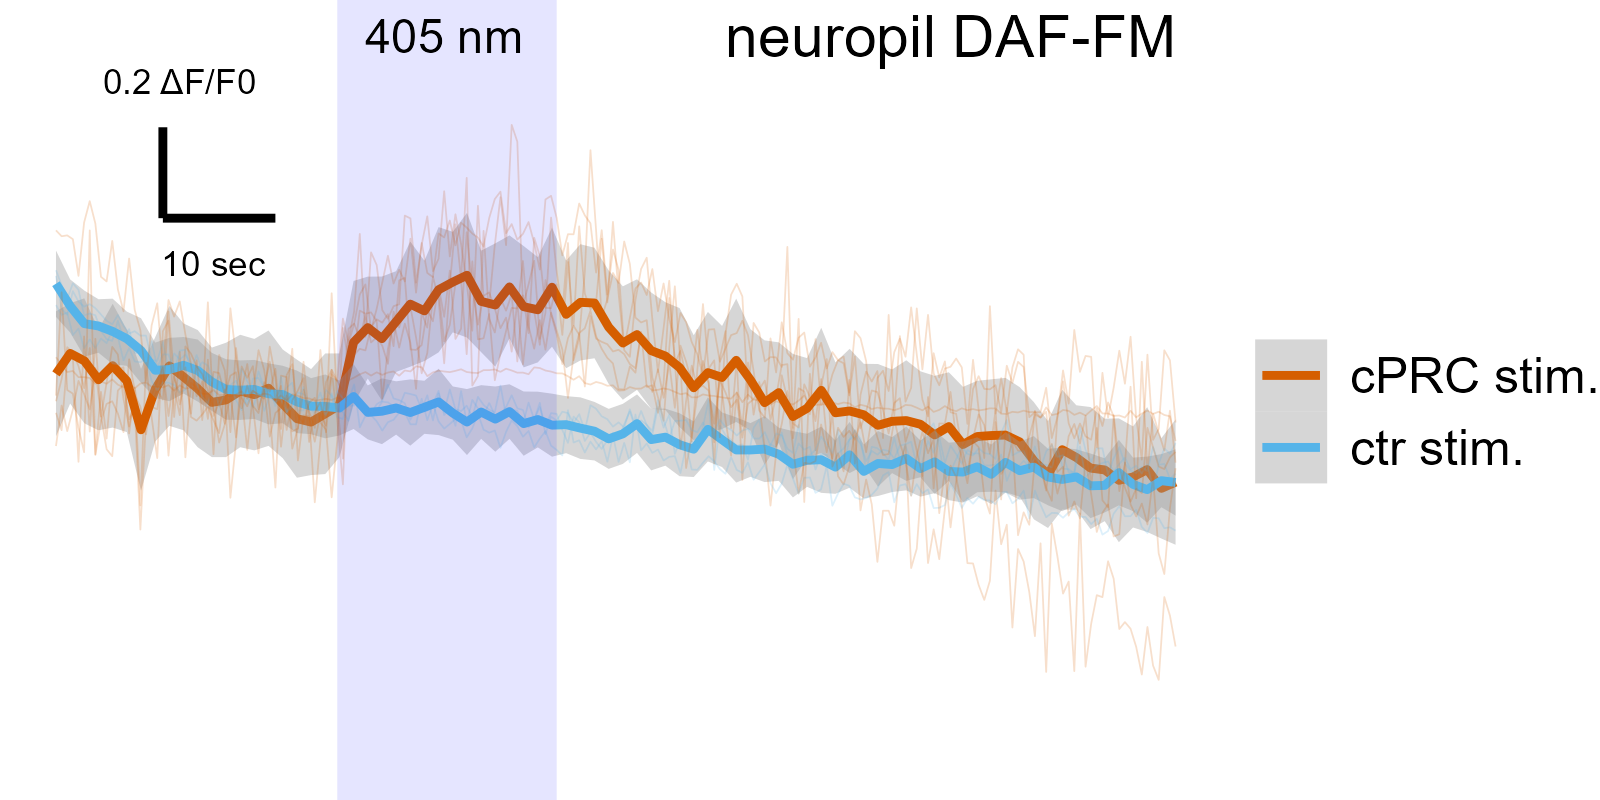 405 nm
neuropil DAF-FM
0.2 ΔF/F0
10 sec
cPRC stim.
ctr stim.